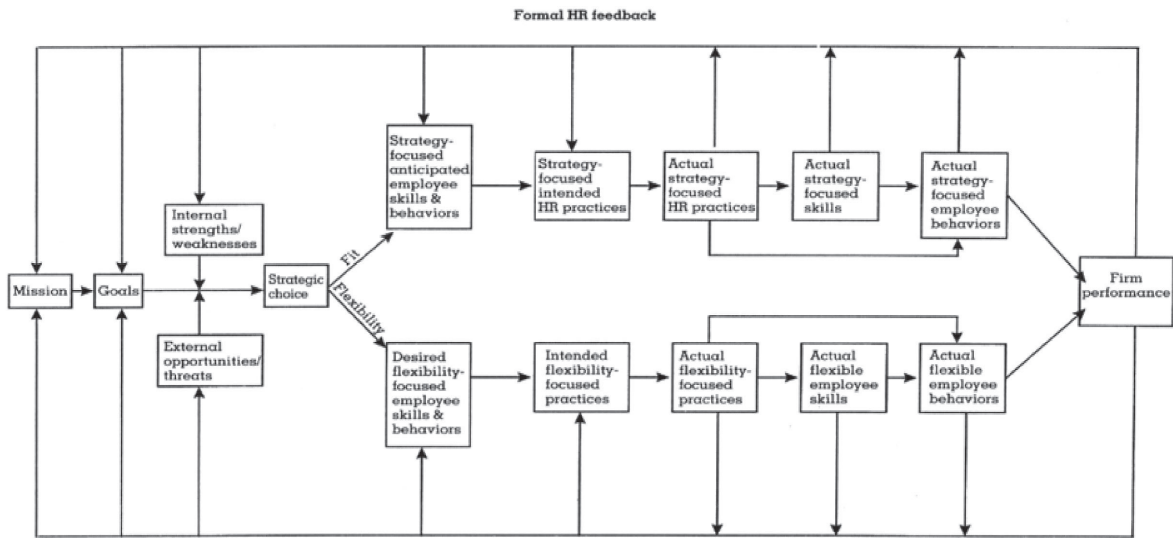 Formal HR feedback
Strategy-
focused
anticipated
employee
skills &
behaviors
Strategy-
focused
intended
HR practices
Actual
strategy-
focused
HR practices
Actual
strategy-
focused
skills
Actual
strategy-
focused
employee
behaviors
Internal
strengths/
weaknesses
Mission
Goals
Strategic
choice
Fit
Flexibility
Firm
performance
External
opportunities/
threats
Desired
flexibility-
focused
employee
skills &
behaviors
Intended
flexibility-
focused
practices
Actual
flexibility-
focused
practices
Actual
flexible
employee
skills
Actual
flexible
employee
behaviors